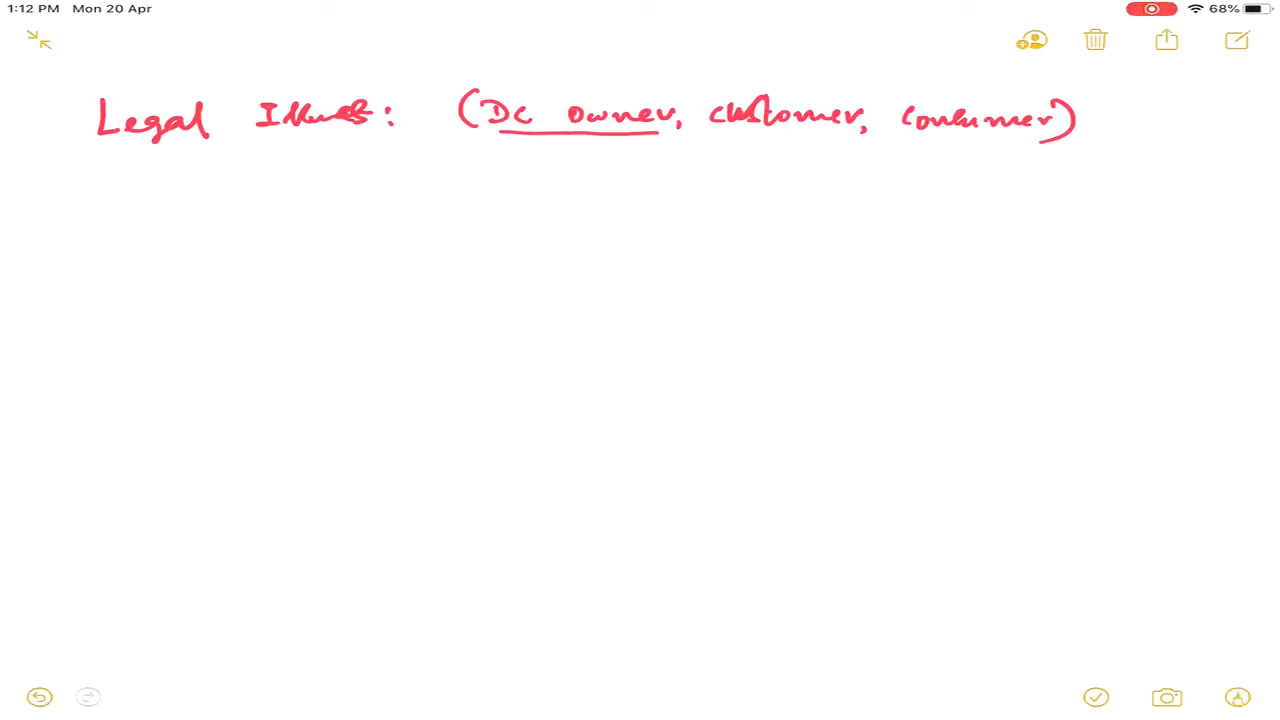 1:12 PM Mon 20 Apr 68%
Legal Issues: (DC owner, customer, consumer)